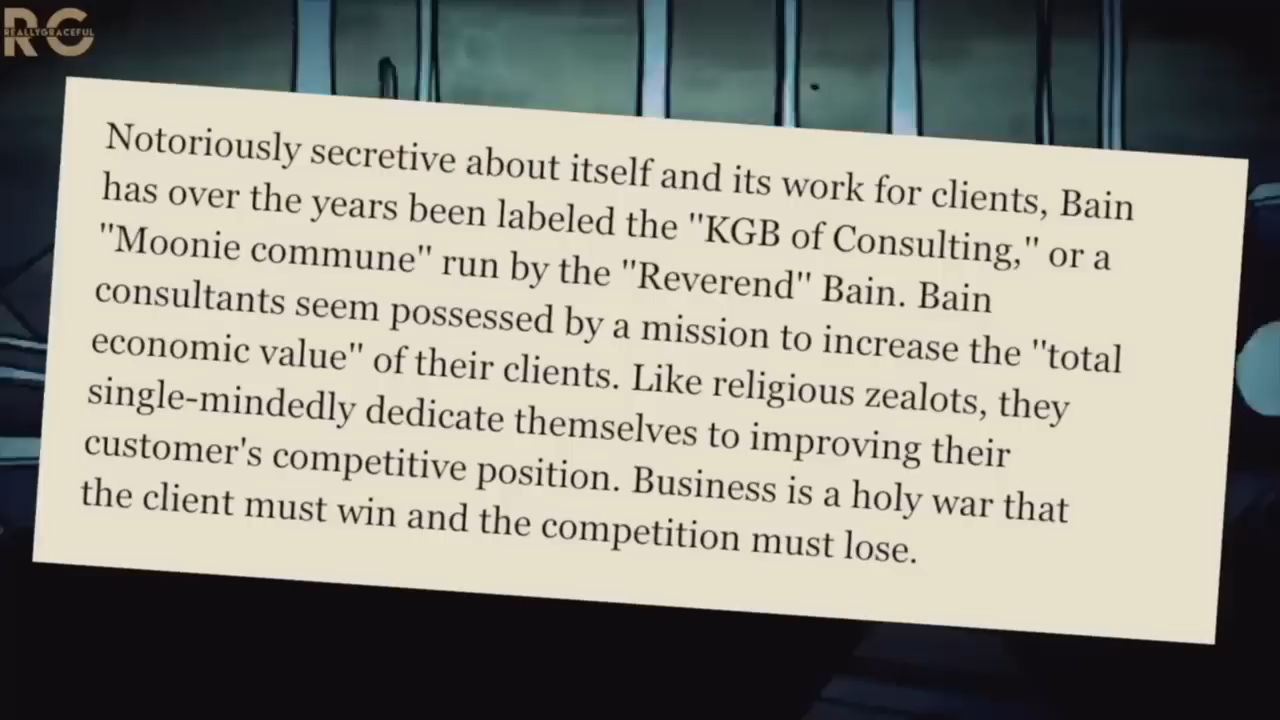 RC
REALLYGRACEFUL
Notoriously secretive about itself and its work for clients, Bain
has over the years been labeled the "KGB of Consulting," or a
"Moonie commune" run by the "Reverend" Bain. Bain
consultants seem possessed by a mission to increase the "total
economic value" of their clients. Like religious zealots, they
single-mindedly dedicate themselves to improving their
customer's competitive position. Business is a holy war that
the client must win and the competition must lose.